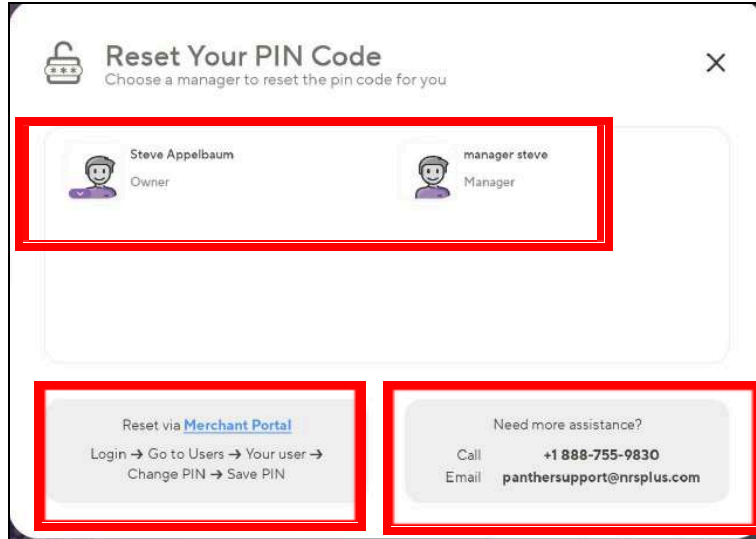 ***
Reset Your PIN Code
Choose a manager to reset the pin code for you
Steve Appelbaum
Owner
manager steve
Manager
Reset via Merchant Portal
Login → Go to Users → Your user →
Change PIN → Save PIN
Need more assistance?
Call +1 888-755-9830
Email panthersupport@nrsplus.com